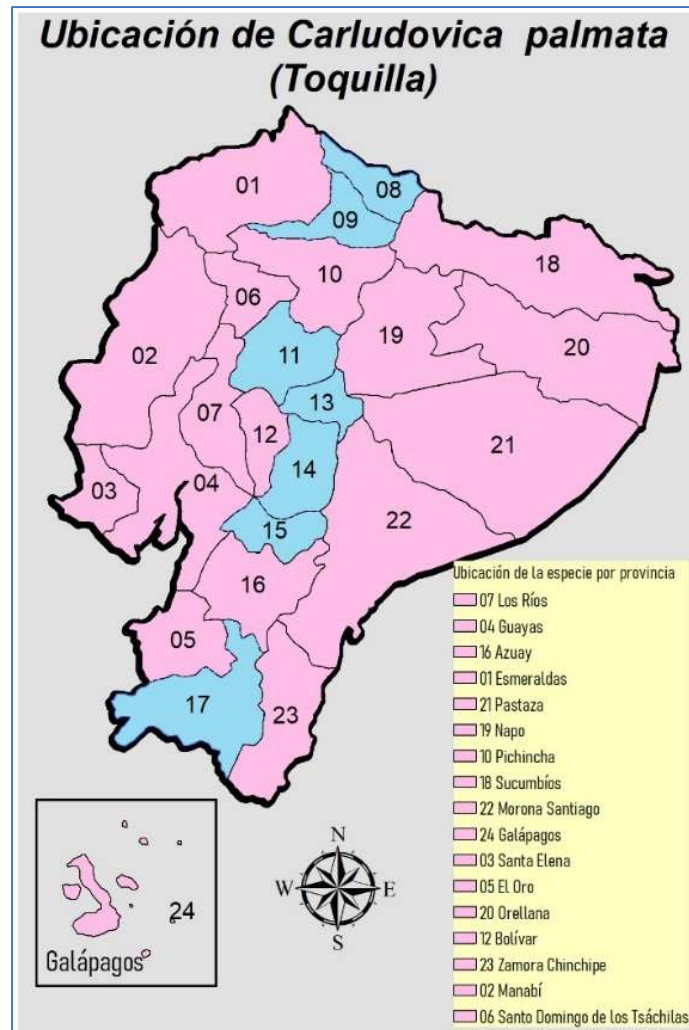 Ubicación de Carludovica palmata
(Toquilla)
01
08
09
18
10
06
19
20
02
11
13
07
12
21
14
03
04
22
15
16
05
17
23
Ubicación de la especie por provincia
07 Los Ríos
04 Guayas
16 Azuay
01 Esmeraldas
21 Pastaza
19 Napo
10 Pichincha
18 Sucumbíos
22 Morona Santiago
24 Galápagos
03 Santa Elena
05 El Oro
20 Orellana
12 Bolívar
23 Zamora Chinchipe
02 Manabí
06 Santo Domingo de los Tsáchilas
24
Galápagos
N
W E
S